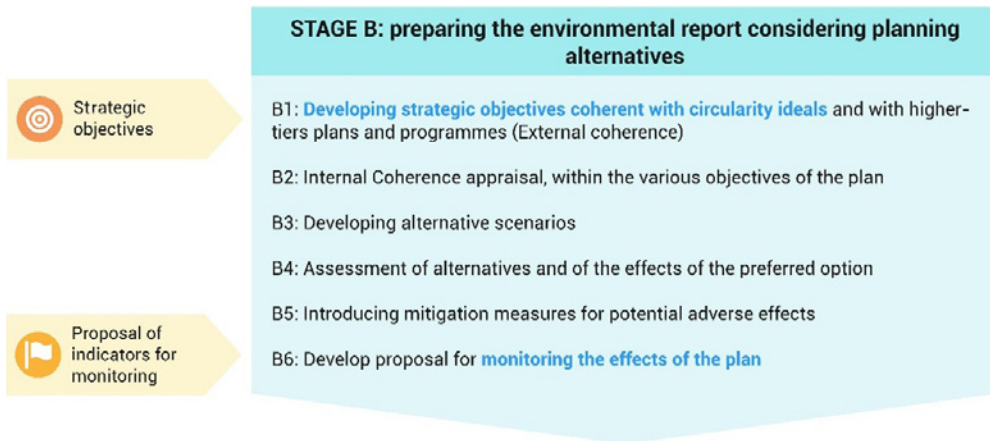 STAGE B: preparing the environmental report considering planning
alternatives
Strategic
objectives
B1: Developing strategic objectives coherent with circularity ideals and with higher-
tiers plans and programmes (External coherence)
B2: Internal Coherence appraisal, within the various objectives of the plan
B3: Developing alternative scenarios
B4: Assessment of alternatives and of the effects of the preferred option
B5: Introducing mitigation measures for potential adverse effects
Proposal of
indicators for
monitoring
B6: Develop proposal for monitoring the effects of the plan